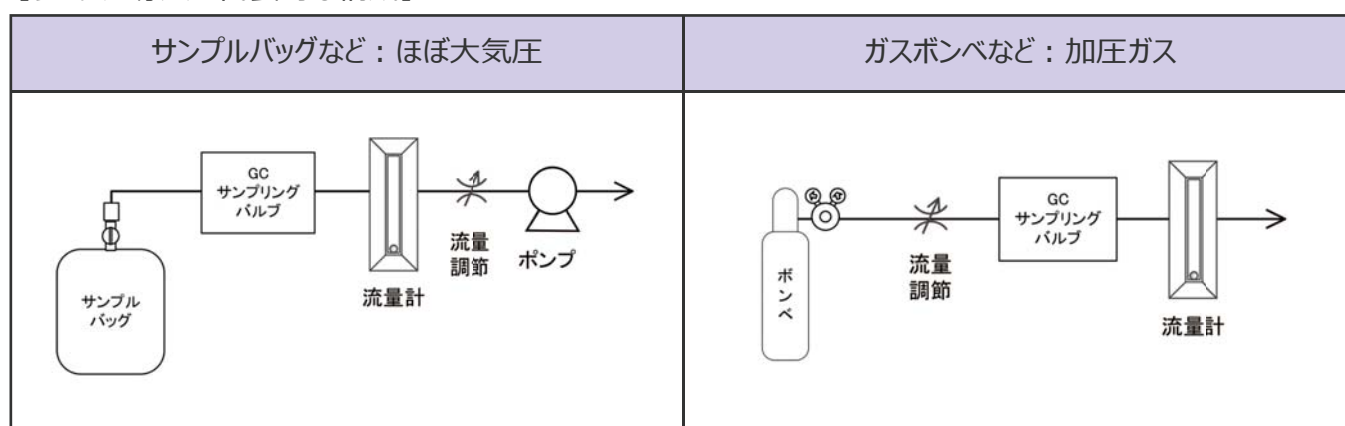 サンプルバッグなど：ほぼ大気圧
ガスボンベなど：加圧ガス
GC
サンプリング
バルブ
流量
調節
ポンプ
流量計
サンプル
バッグ
GC
サンプリング
バルブ
流量
調節
ボンベ
流量計